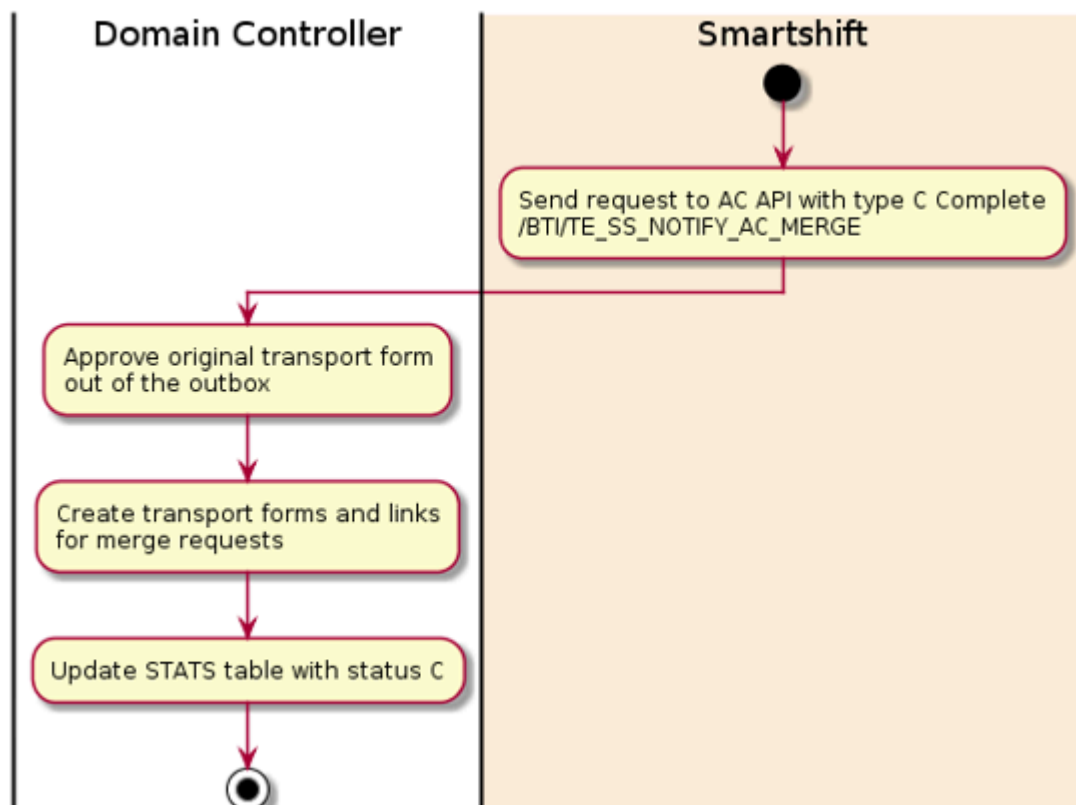 Domain Controller
Smartshift
Send request to AC API with type C Complete
/BTI/TE_SS_NOTIFY_AC_MERGE
Approve original transport form
out of the outbox
Create transport forms and links
for merge requests
Update STATS table with status C